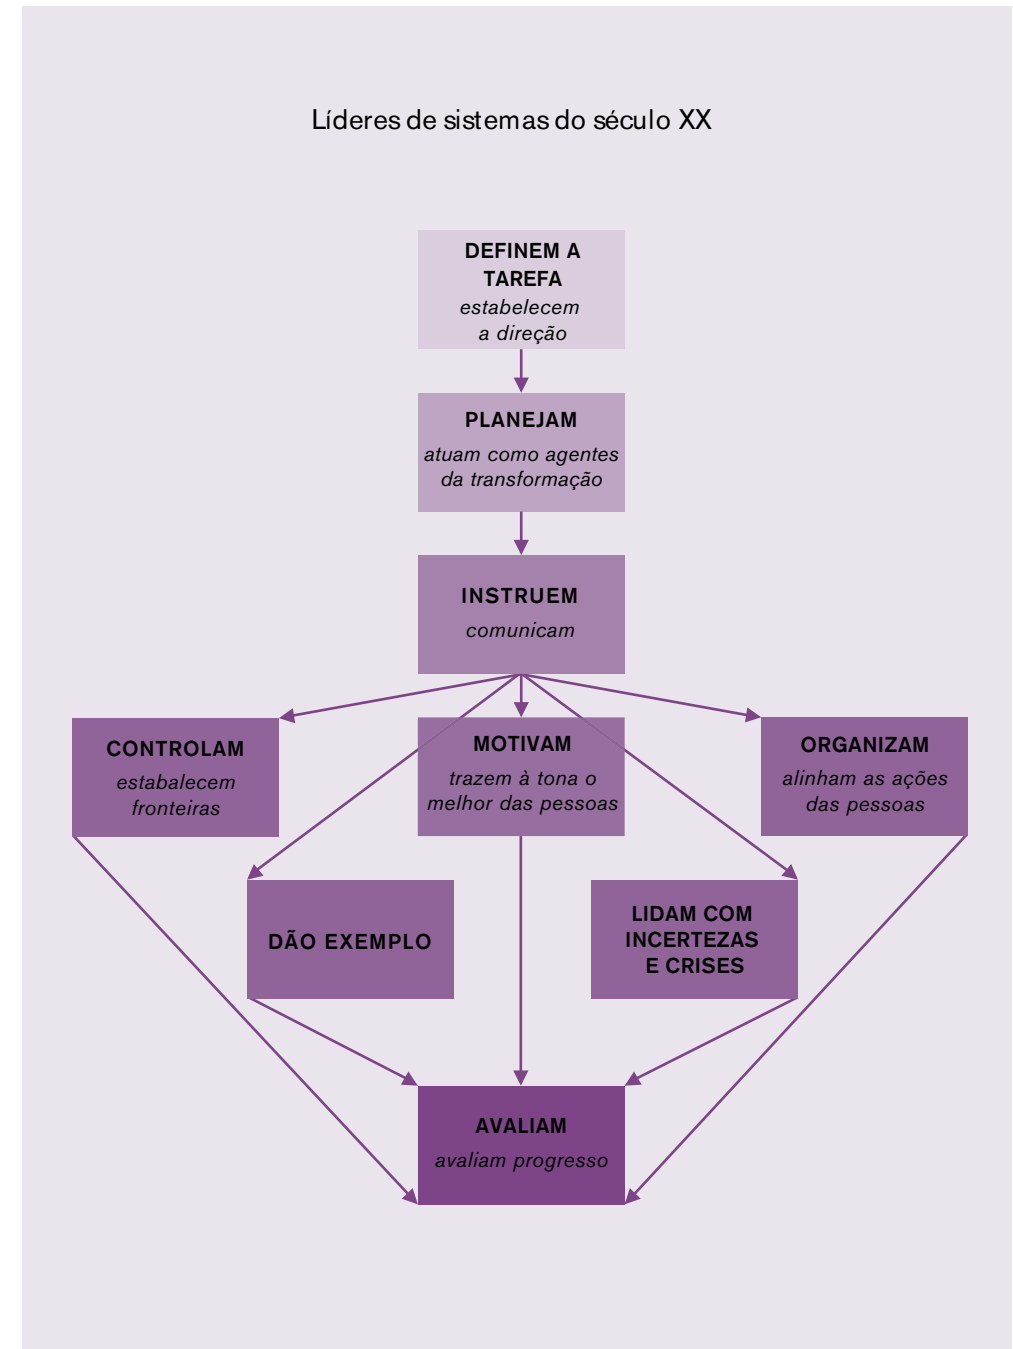 Líderes de sistemas do século XX
DEFINEM A
TAREFA
estabelecem
a direção
PLANEJAM
atuam como agentes
da transformação
INSTRUEM
comunicam
CONTROLAM
estabalecem
fronteiras
MOTIVAM
trazem à tona o
melhor das pessoas
ORGANIZAM
alinham as ações
das pessoas
DÃO EXEMPLO
LIDAM COM
INCERTEZAS
E CRISES
AVALIAM
avaliam progresso